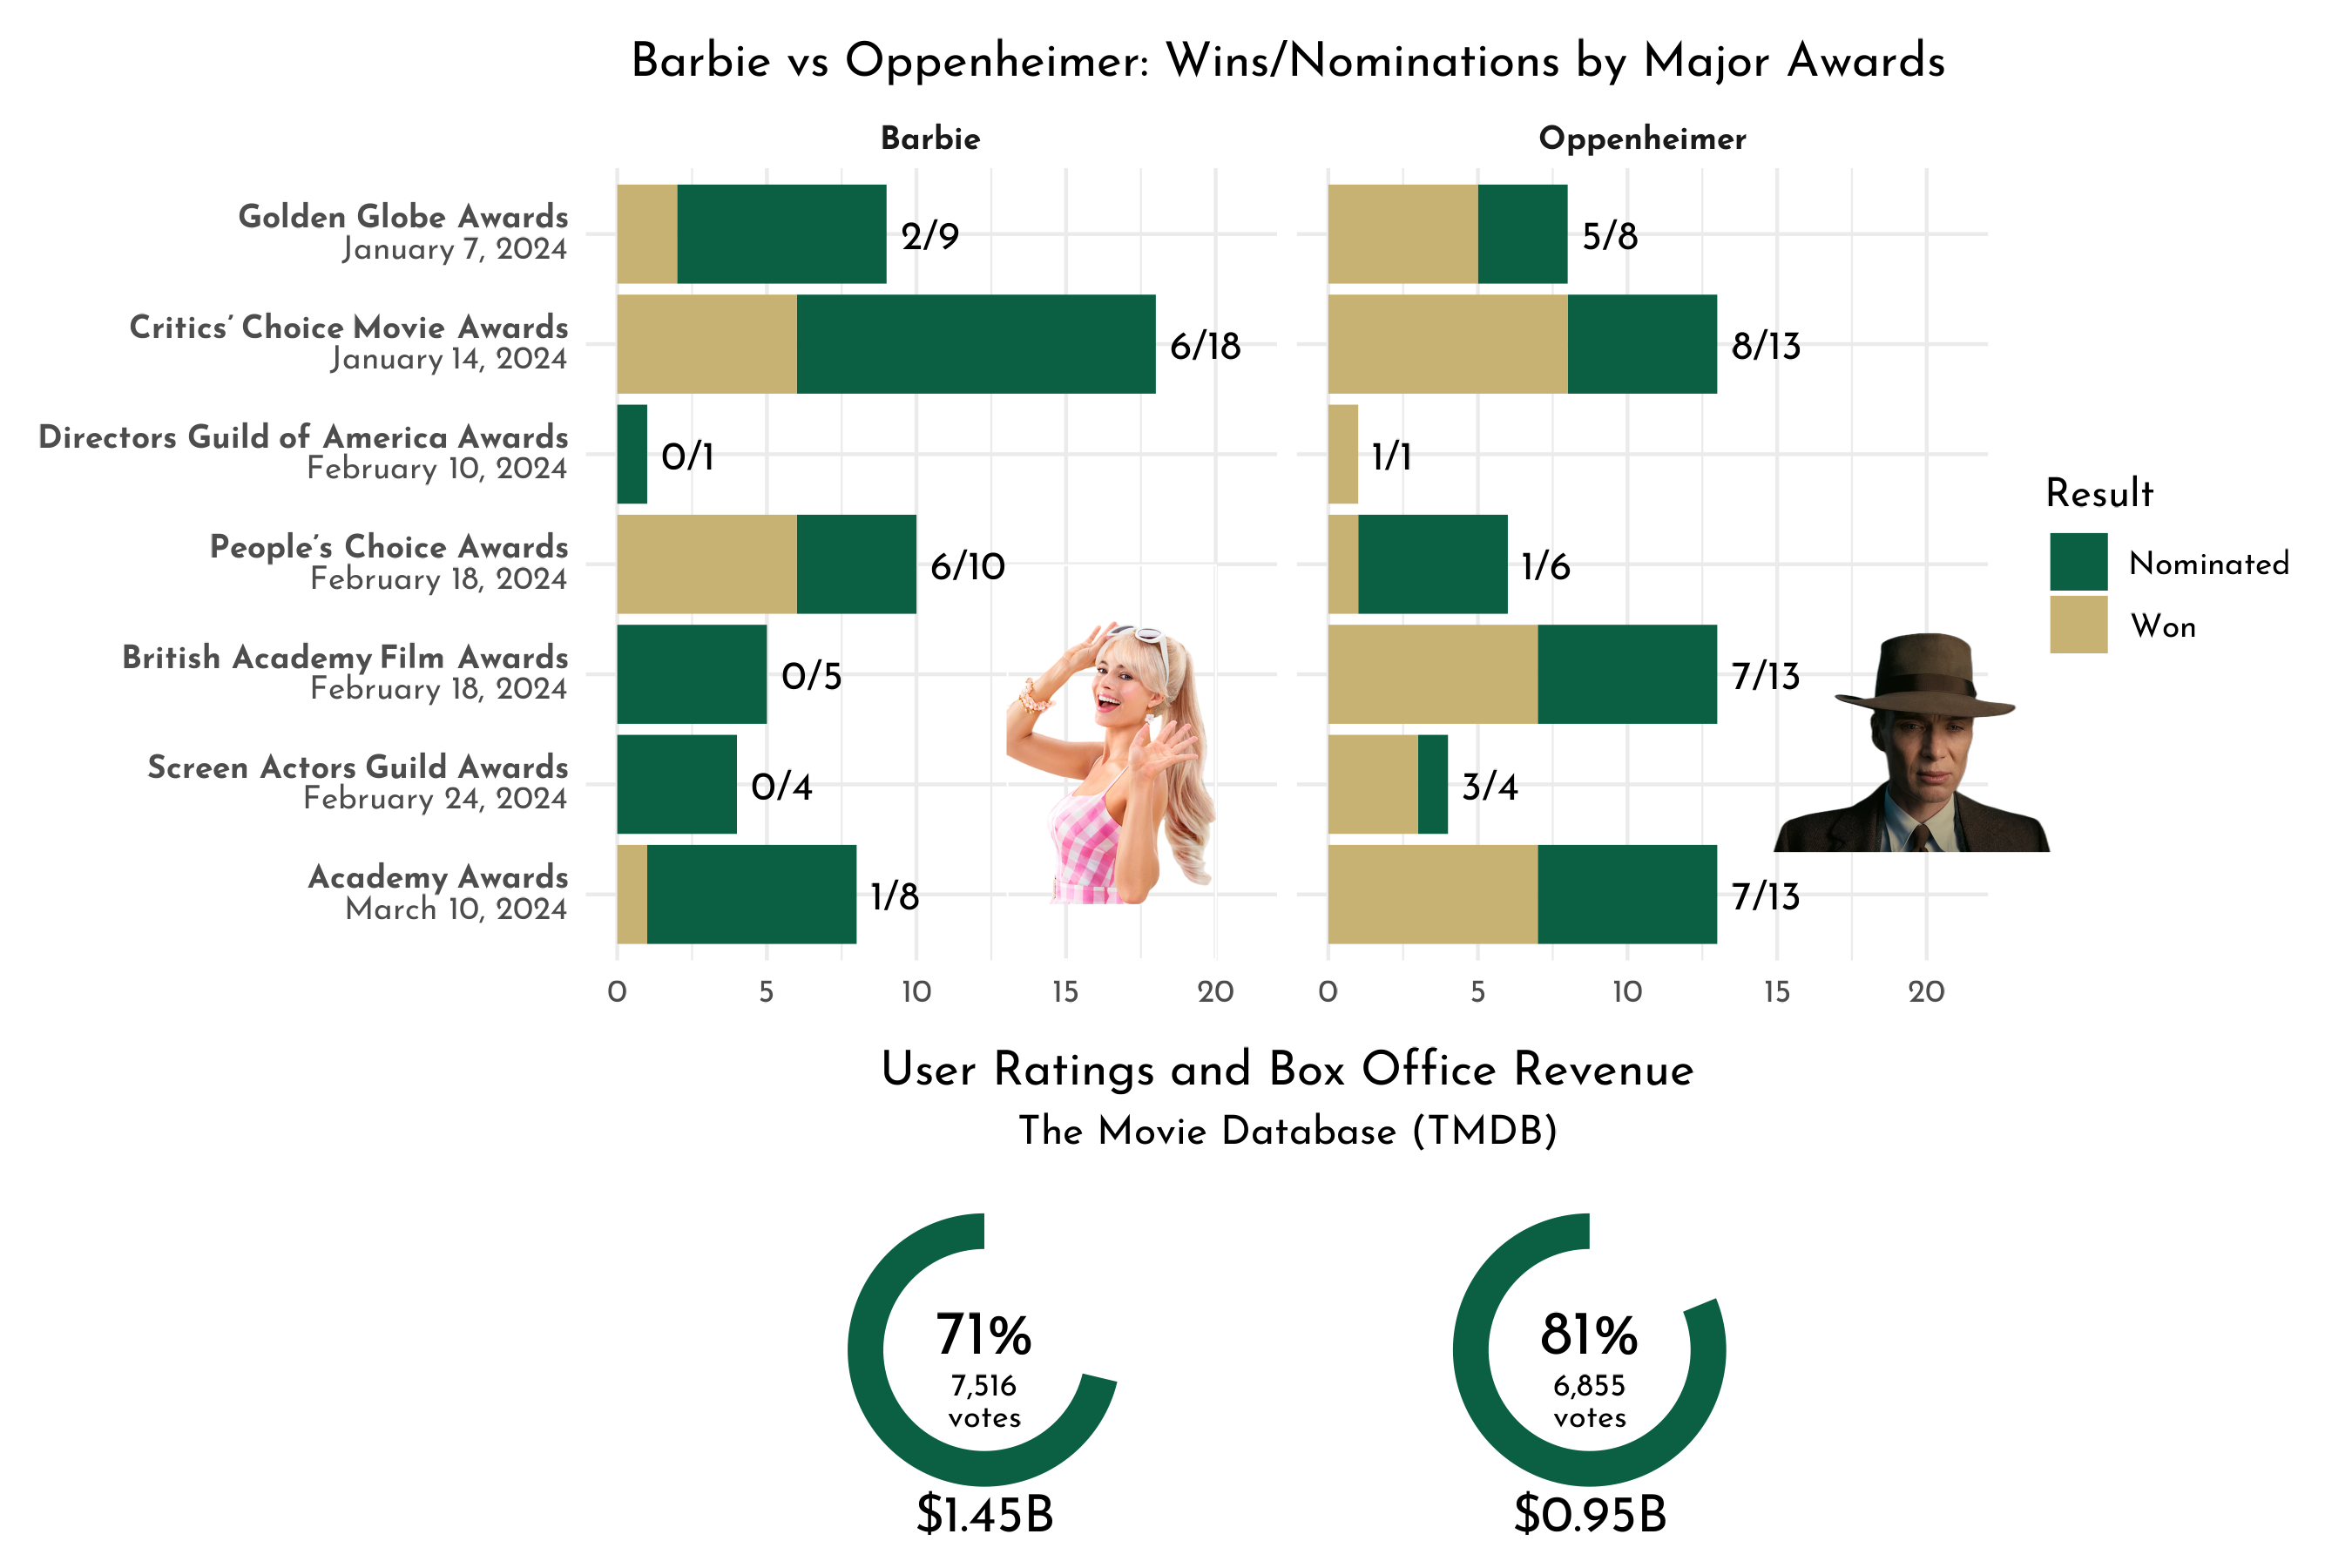 Barbie vs Oppenheimer: Wins/Nominations by Major Awards
Barbie
Oppenheimer
Golden Globe Awards
January 7, 2024
2/9
5/8
Critics’ Choice Movie Awards
January 14, 2024
6/18
8/13
Directors Guild of America Awards
February 10, 2024
0/1
1/1
People’s Choice Awards
February 18, 2024
6/10
1/6
British Academy Film Awards
February 18, 2024
0/5
7/13
Screen Actors Guild Awards
February 24, 2024
0/4
3/4
Academy Awards
March 10, 2024
1/8
7/13
0 5 10 15 20
0 5 10 15 20
Result
Nominated
Won
User Ratings and Box Office Revenue
The Movie Database (TMDB)
71%
7,516
votes
$1.45B
81%
6,855
votes
$0.95B